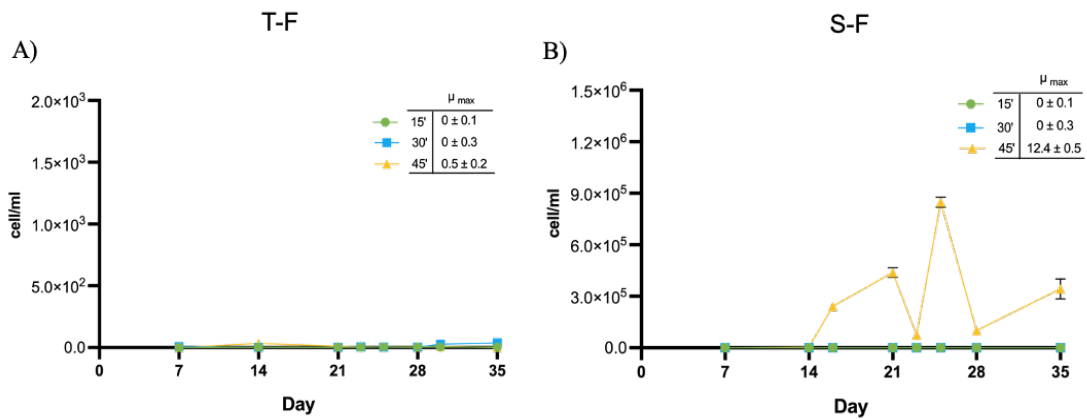 T-F
A)
2.0×10³
1.5×10³
1.0×10³
5.0×10²
0.0
cell/ml
0 7 14 21 28 35
Day
μ max
15' 0 ± 0.1
30' 0 ± 0.3
45' 0.5 ± 0.2
S-F
B)
1.5×10⁶
1.2×10⁶
9.0×10⁵
6.0×10⁵
3.0×10⁵
0.0
cell/ml
0 7 14 21 28 35
Day
μ max
15' 0 ± 0.1
30' 0 ± 0.3
45' 12.4 ± 0.5